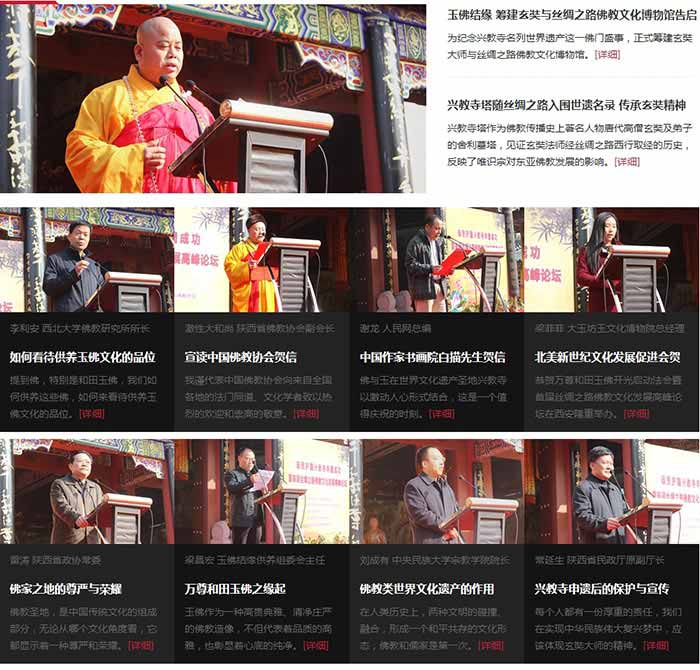 玉佛结缘 筹建玄奘与丝绸之路佛教文化博物馆告启
为纪念兴教寺名列世界遗产这一佛门盛事,正式筹建玄奘
大师与丝绸之路佛教文化博物馆。[详细]
兴教寺塔随丝绸之路入围世遗名录 传承玄奘精神
兴教寺塔作为佛教传播史上著名人物唐代高僧玄奘及弟子
的舍利墓塔,见证玄奘法师经丝绸之路西行取经的历史,
反映了唯识宗对东亚佛教发展的影响。[详细]
成功
展高峰论坛
李利安 西北大学佛教研究所所长
如何看待供养玉佛文化的品位
提到佛,特别是和田玉佛,我们如
何供养这些佛,如何来看待供养玉
佛文化的品位。[详细]
澈性大和尚 陕西省佛教协会副会长
宣读中国佛教协会贺信
我谨代表中国佛教协会向来自全国
各地的法门同道、文化学者致以热
烈的欢迎和崇高的敬意。[详细]
谢龙 人民网总编
中国作家书画院白描先生贺信
佛与玉在世界文化遗产圣地兴教寺
以激动人心形式结合,这是一个值
得庆祝的时刻。[详细]
梁菲菲 大玉坊玉文化博物院总经理
北美新世纪文化发展促进会贺
恭贺万尊和田玉佛开光启动法会暨
首届丝绸之路佛教文化发展高峰论
坛在西安隆重举办。[详细]
雷涛 陕西省政协常委
佛家之地的尊严与荣耀
佛教圣地,是中国传统文化的组成
部分,无论从哪个文化角度看,它
都显示着一种尊严和荣耀。[详细]
梁昌宏 玉佛结缘供养组委会主任
万尊和田玉佛之缘起
玉佛作为一种高贵典雅、清净庄严
的佛教造像,不但代表着品质的高
雅,也彰显着心底的纯净。[详细]
刘成有 中央民族大学宗教学院院长
佛教类世界文化遗产的作用
在人类历史上,两种文明的碰撞、
融合,形成一个和平共存的文化形
态;佛教和儒家是第一次。[详细]
常延生 陕西省民政厅原副厅长
兴教寺申遗后的保护与宣传
每个人都有一份厚重的责任,我们
在实现中华民族伟大复兴梦中,应
该体现玄奘大师的精神。[详细]